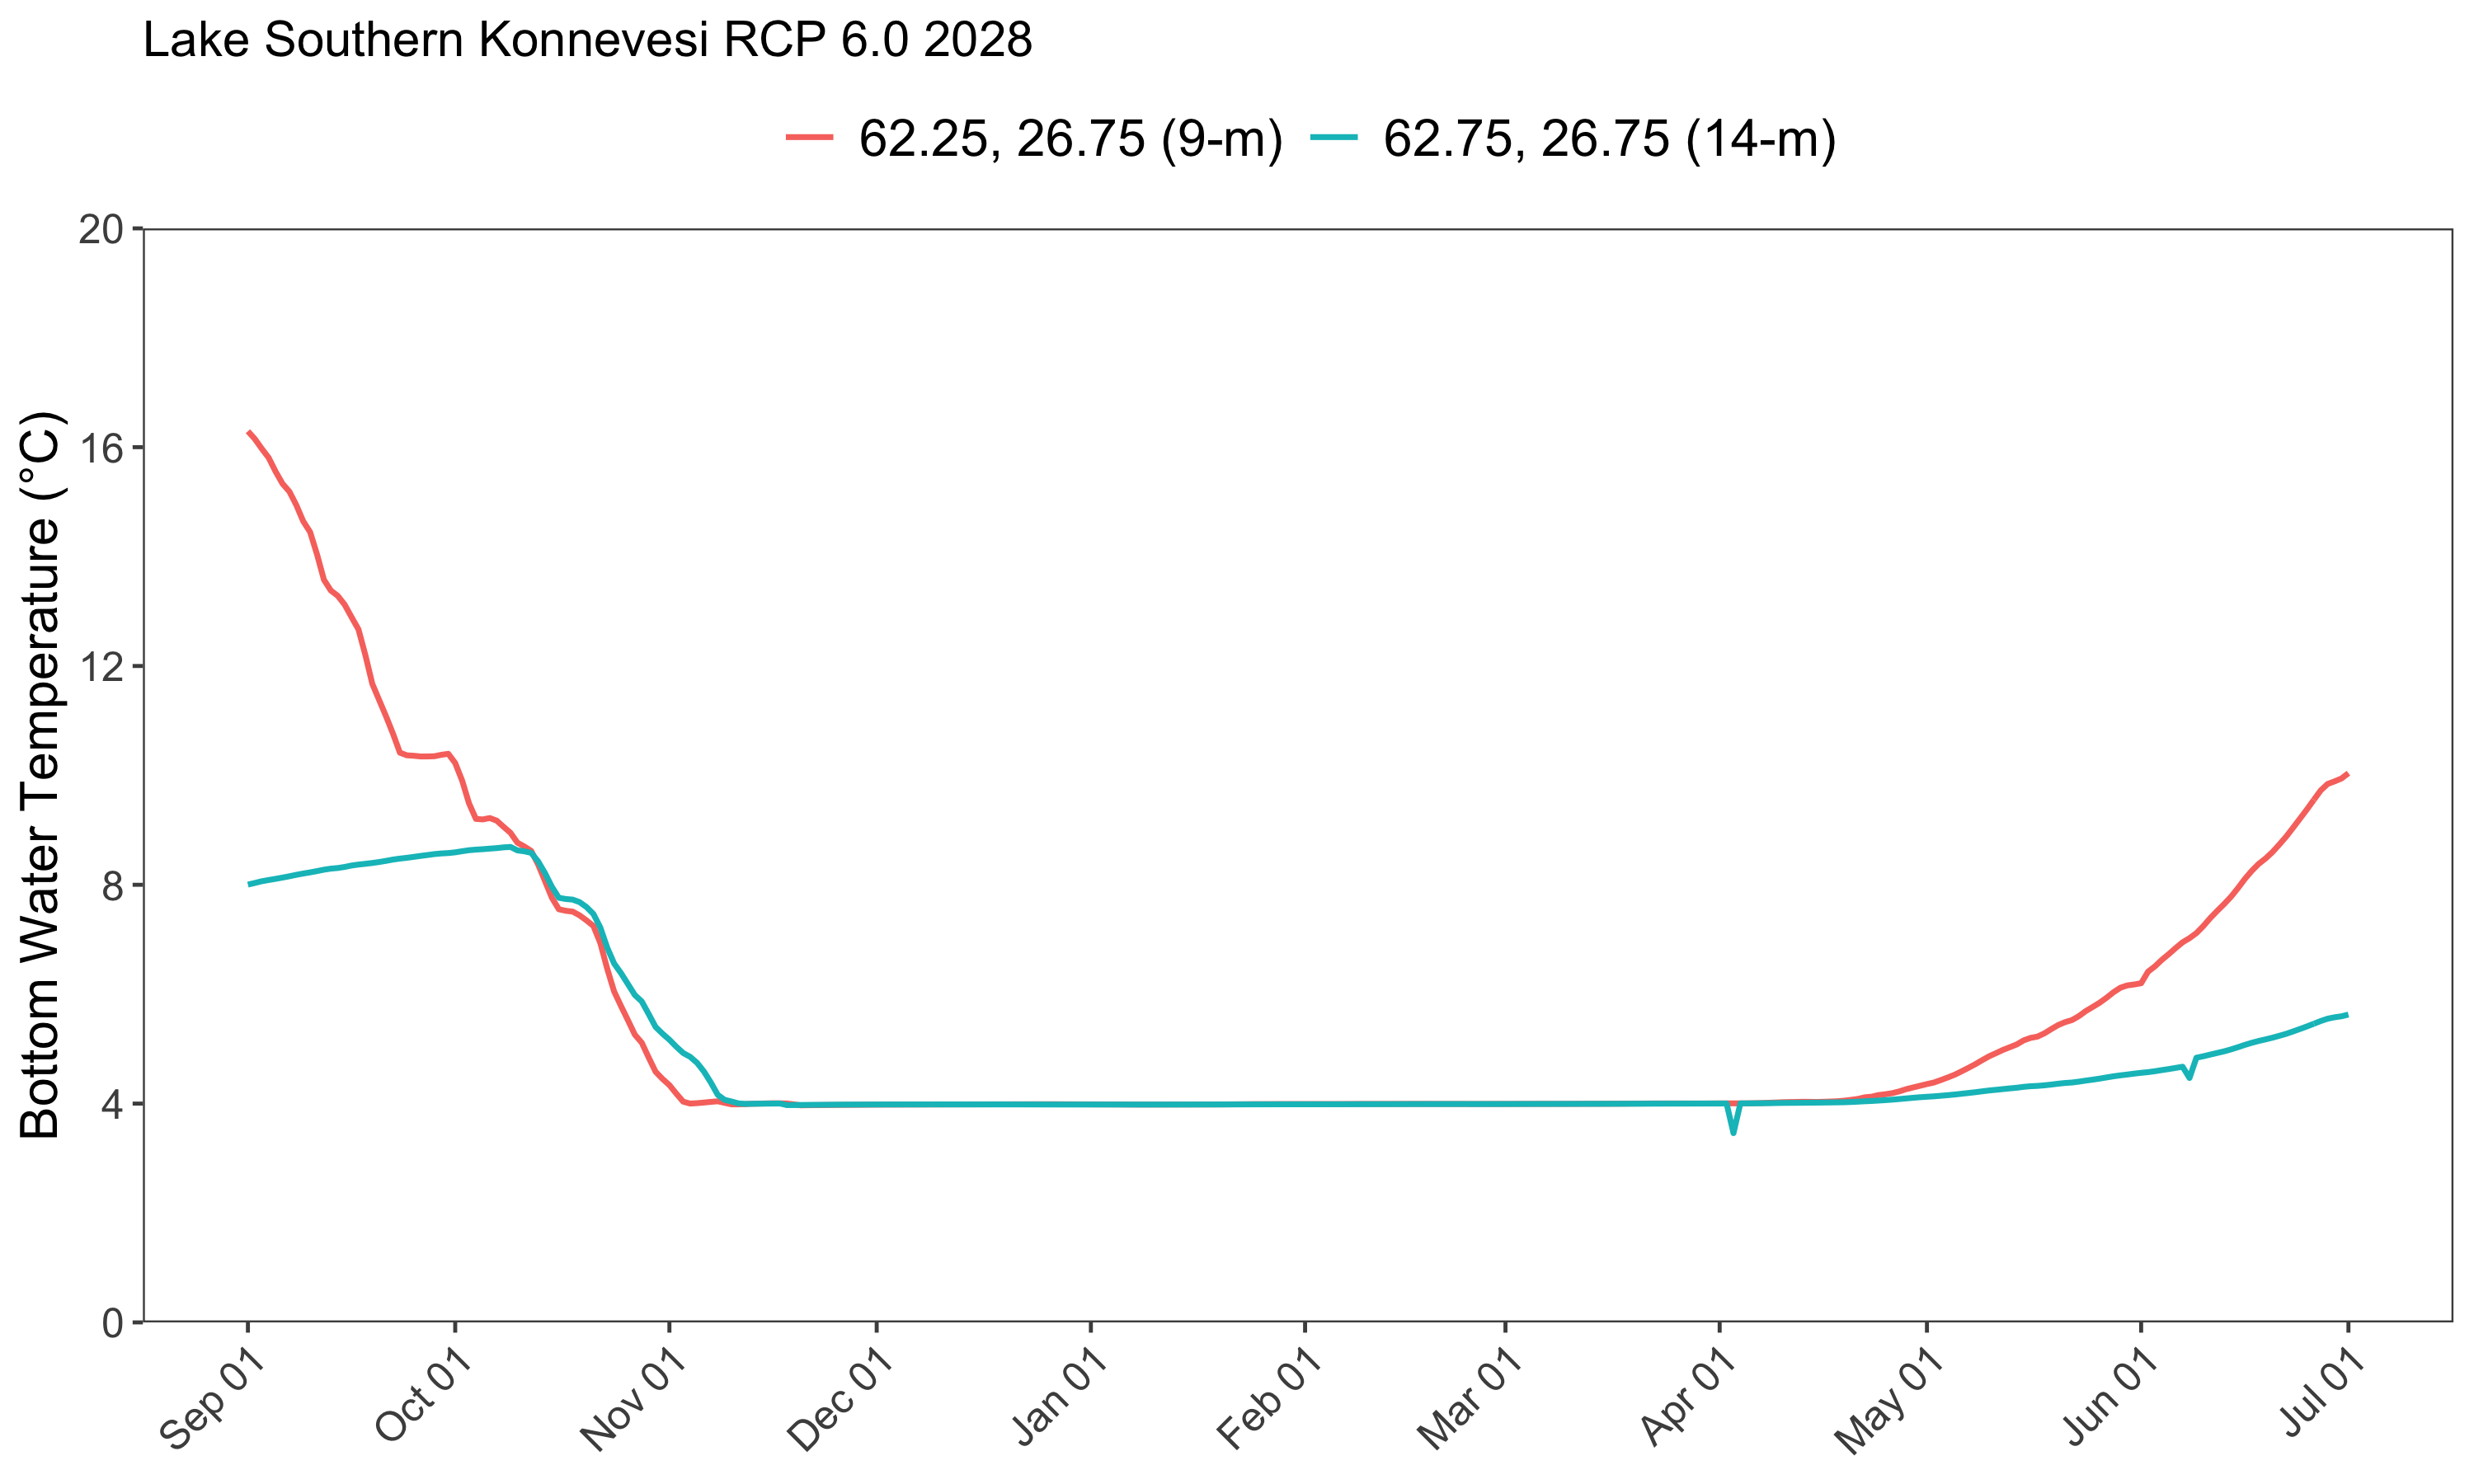 Lake Southern Konnevesi RCP 6.0 2028
62.25, 26.75 (9-m) 62.75, 26.75 (14-m)
Bottom Water Temperature (°C)
20
16
12
8
4
0
Sep 01 Oct 01 Nov 01 Dec 01 Jan 01 Feb 01 Mar 01 Apr 01 May 01 Jun 01 Jul 01